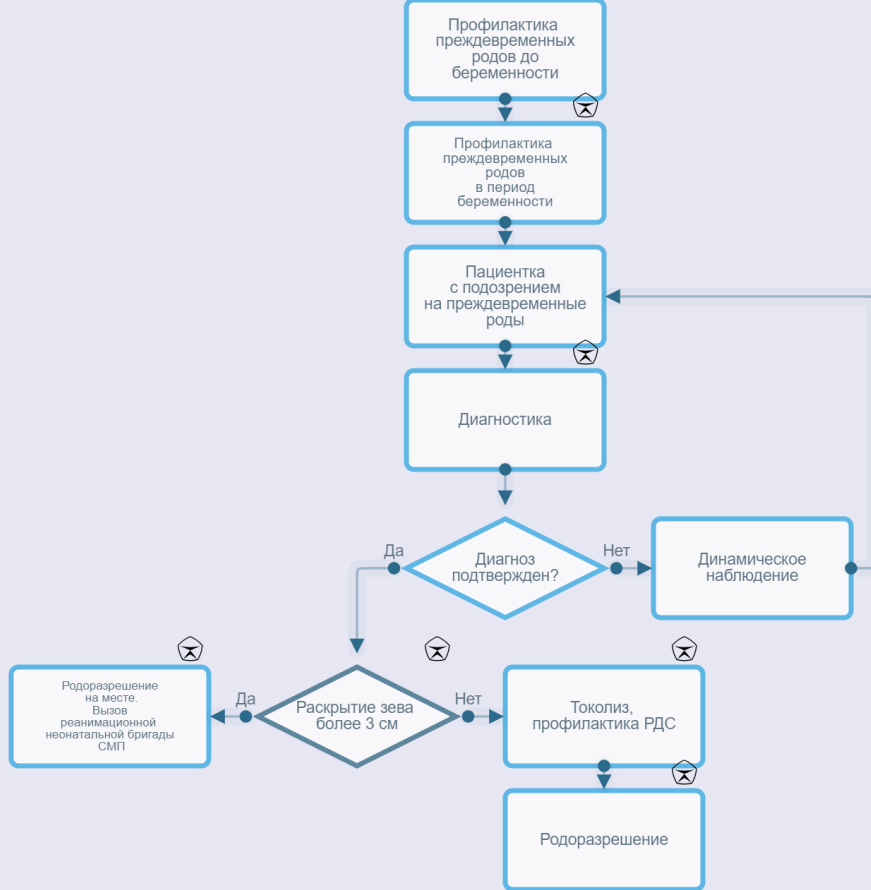 Профилактика
преждевременных
родов до
беременности
Профилактика
преждевременных
родов
в период
беременности
Пациентка
с подозрением
на преждевременные
роды
Диагностика
Да
Диагноз
подтвержден?
Нет
Динамическое
наблюдение
Родоразрешение
на месте.
Вызов
реанимационной
неонатальной бригады
СМП
Да
Раскрытие зева
более 3 см
Нет
Токолиз,
профилактика РДС
Родоразрешение